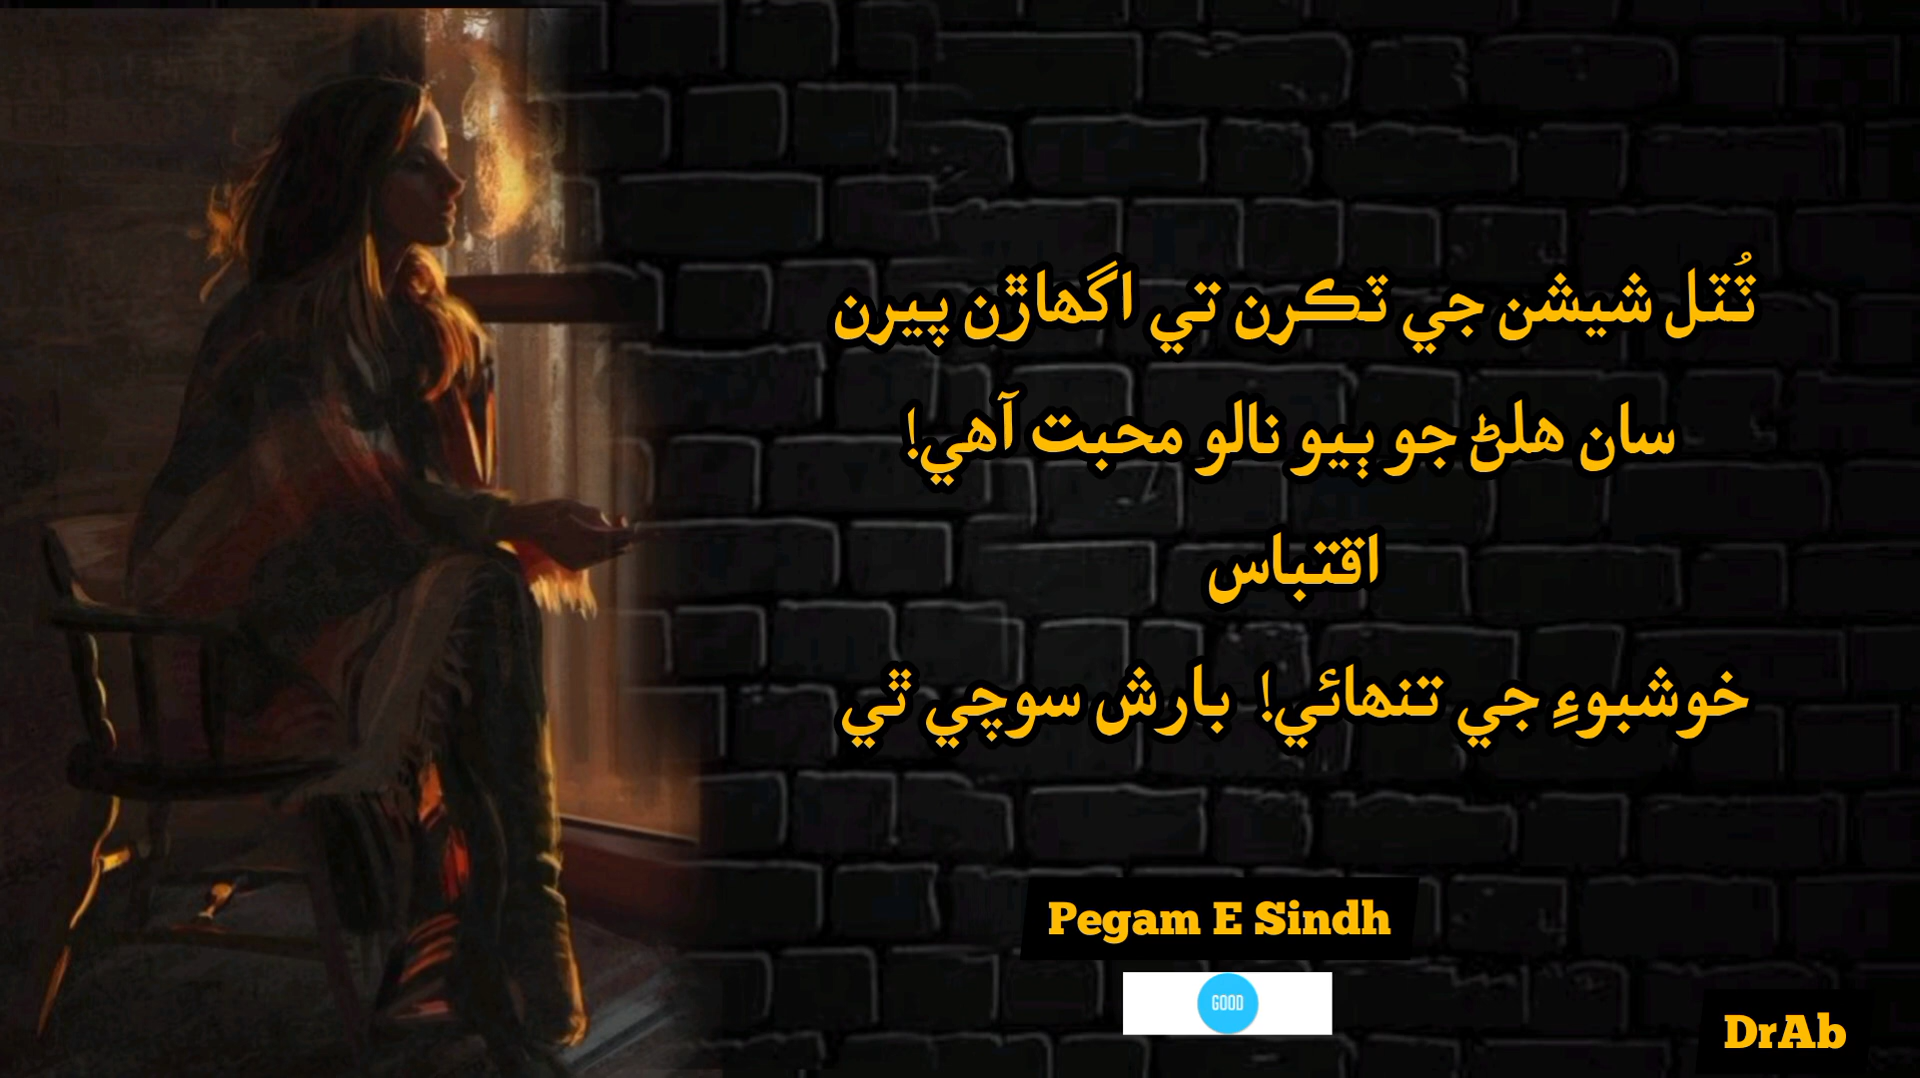 ٽُٽل شيشن جي ٽڪرن تي اگهاڙن پيرن
سان هلڻ جو ٻيو نالو محبت آهي!
اقتباس
خوشبوءِ جي تنهائي! بارش سوچي ٿي
Pegam E Sindh
GOOD
DrAb